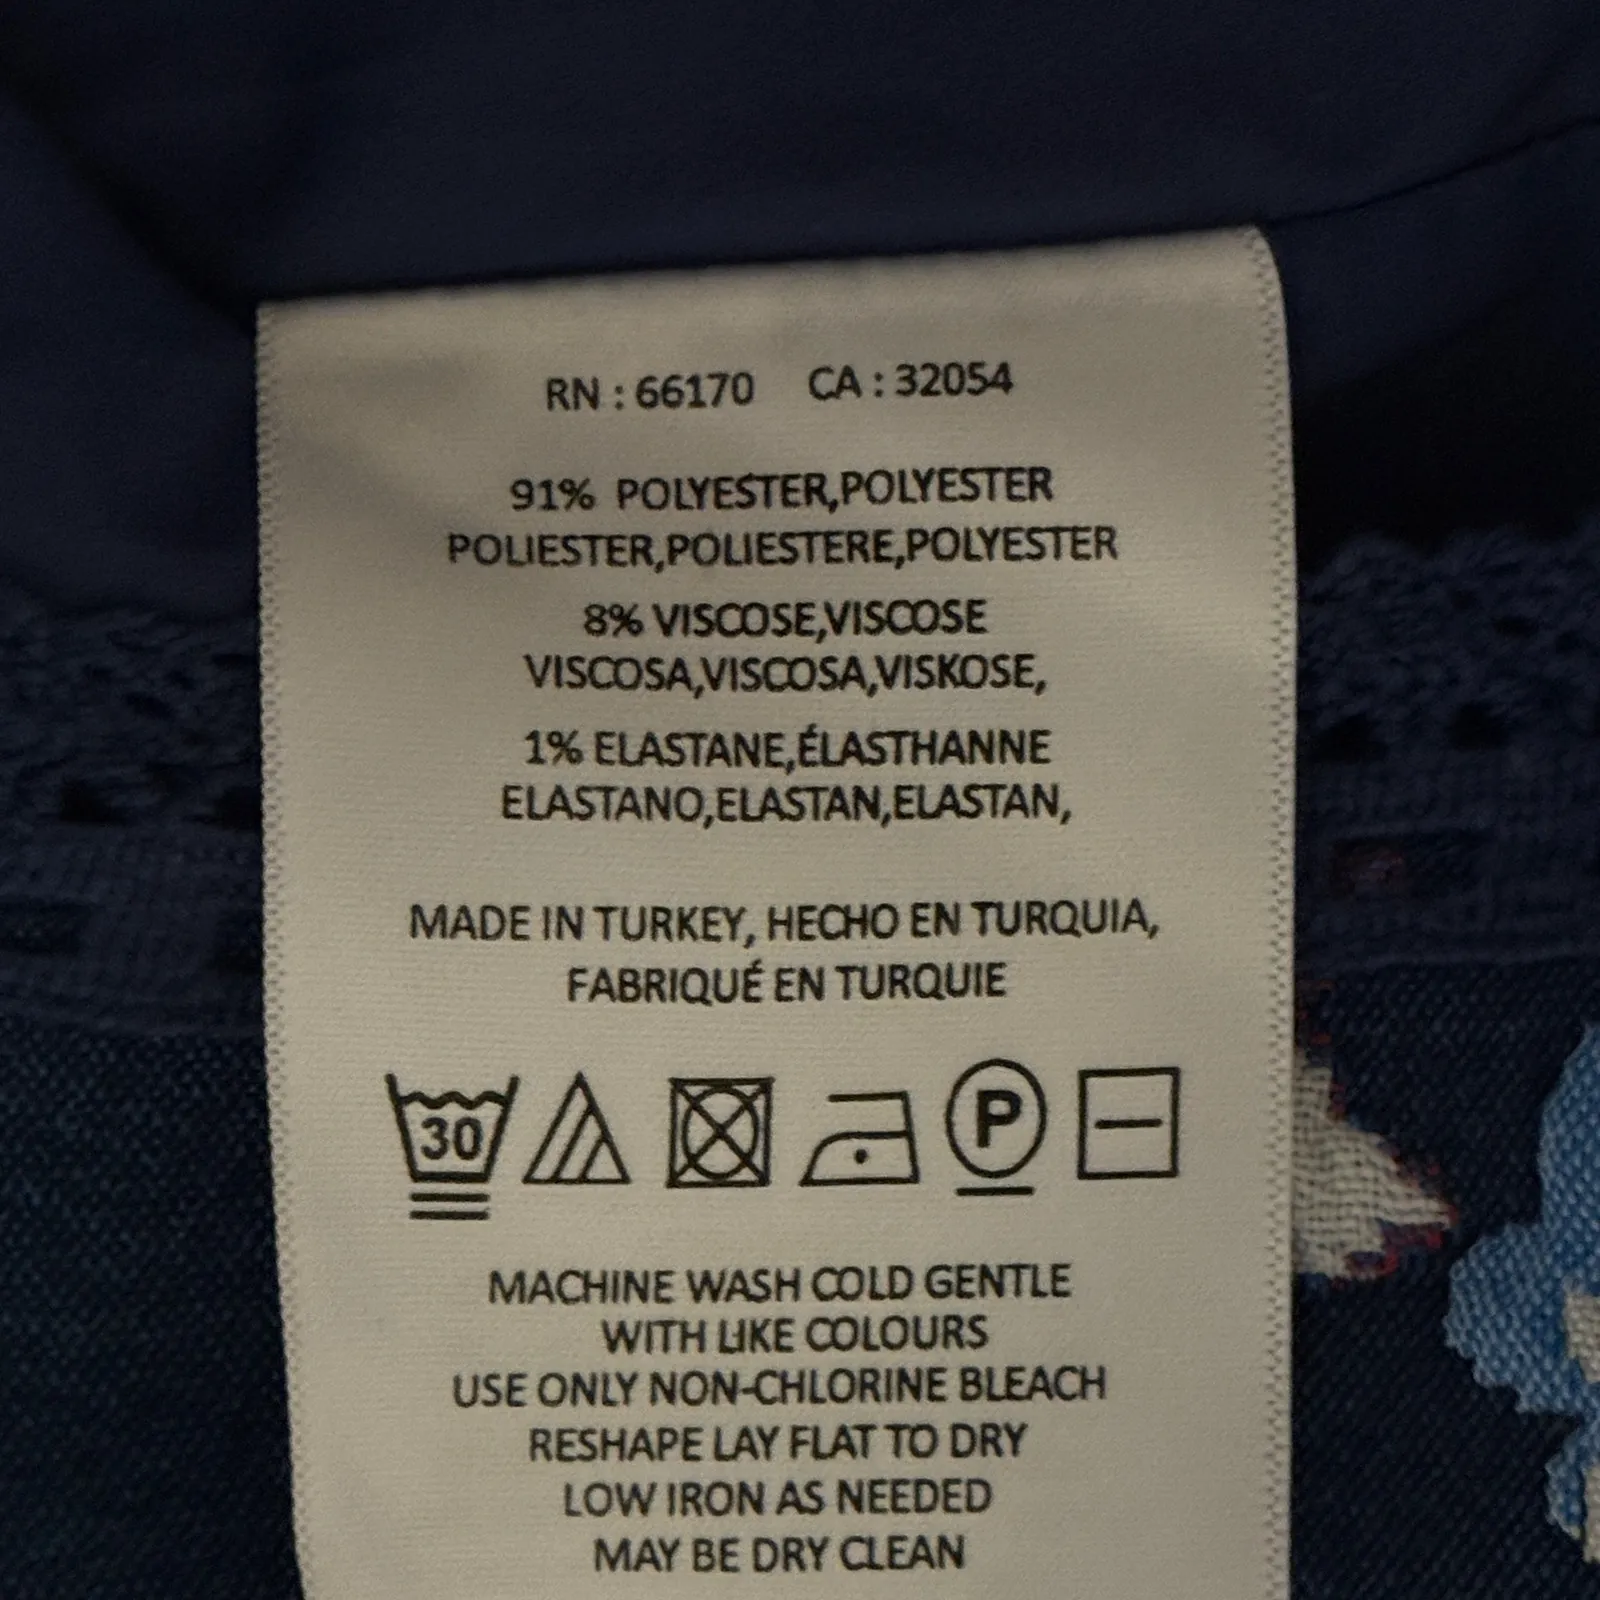 RN : 66170 CA : 32054
91% POLYESTER,POLYESTER
POLIESTER,POLIESTERE,POLYESTER
8% VISCOSE,VISCOSE
VISCOSA,VISCOSA,VISKOSE,
1% ELASTANE,ÉLASTHANNE
ELASTANO,ELASTAN,ELASTAN,
MADE IN TURKEY, HECHO EN TURQUIA,
FABRIQUÉ EN TURQUIE
30 P
MACHINE WASH COLD GENTLE
WITH LIKE COLOURS
USE ONLY NON-CHLORINE BLEACH
RESHAPE LAY FLAT TO DRY
LOW IRON AS NEEDED
MAY BE DRY CLEAN